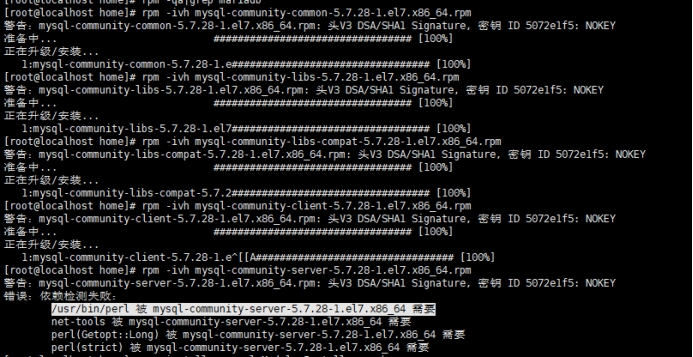 [root@localhost home]# rpm -qa|grep mariadb
[root@localhost home]# rpm -ivh mysql-community-common-5.7.28-1.el7.x86_64.rpm
警告：mysql-community-common-5.7.28-1.el7.x86_64.rpm: 头V3 DSA/SHA1 Signature, 密钥 ID 5072e1f5: NOKEY
准备中... ################################# [100%]
正在升级/安装...
1:mysql-community-common-5.7.28-1.e################################# [100%]
[root@localhost home]# rpm -ivh mysql-community-libs-5.7.28-1.el7.x86_64.rpm
警告：mysql-community-libs-5.7.28-1.el7.x86_64.rpm: 头V3 DSA/SHA1 Signature, 密钥 ID 5072e1f5: NOKEY
准备中... ################################# [100%]
正在升级/安装...
1:mysql-community-libs-5.7.28-1.el7################################# [100%]
[root@localhost home]# rpm -ivh mysql-community-libs-compat-5.7.28-1.el7.x86_64.rpm
警告：mysql-community-libs-compat-5.7.28-1.el7.x86_64.rpm: 头V3 DSA/SHA1 Signature, 密钥 ID 5072e1f5: NOKEY
准备中... ################################# [100%]
正在升级/安装...
1:mysql-community-libs-compat-5.7.2################################# [100%]
[root@localhost home]# rpm -ivh mysql-community-client-5.7.28-1.el7.x86_64.rpm
警告：mysql-community-client-5.7.28-1.el7.x86_64.rpm: 头V3 DSA/SHA1 Signature, 密钥 ID 5072e1f5: NOKEY
准备中... ################################# [100%]
正在升级/安装...
1:mysql-community-client-5.7.28-1.e^[[A################################# [100%]
[root@localhost home]# rpm -ivh mysql-community-server-5.7.28-1.el7.x86_64.rpm
警告：mysql-community-server-5.7.28-1.el7.x86_64.rpm: 头V3 DSA/SHA1 Signature, 密钥 ID 5072e1f5: NOKEY
错误：依赖检测失败：
/usr/bin/perl 被 mysql-community-server-5.7.28-1.el7.x86_64 需要
net-tools 被 mysql-community-server-5.7.28-1.el7.x86_64 需要
perl(Getopt::Long) 被 mysql-community-server-5.7.28-1.el7.x86_64 需要
perl(strict) 被 mysql-community-server-5.7.28-1.el7.x86_64 需要